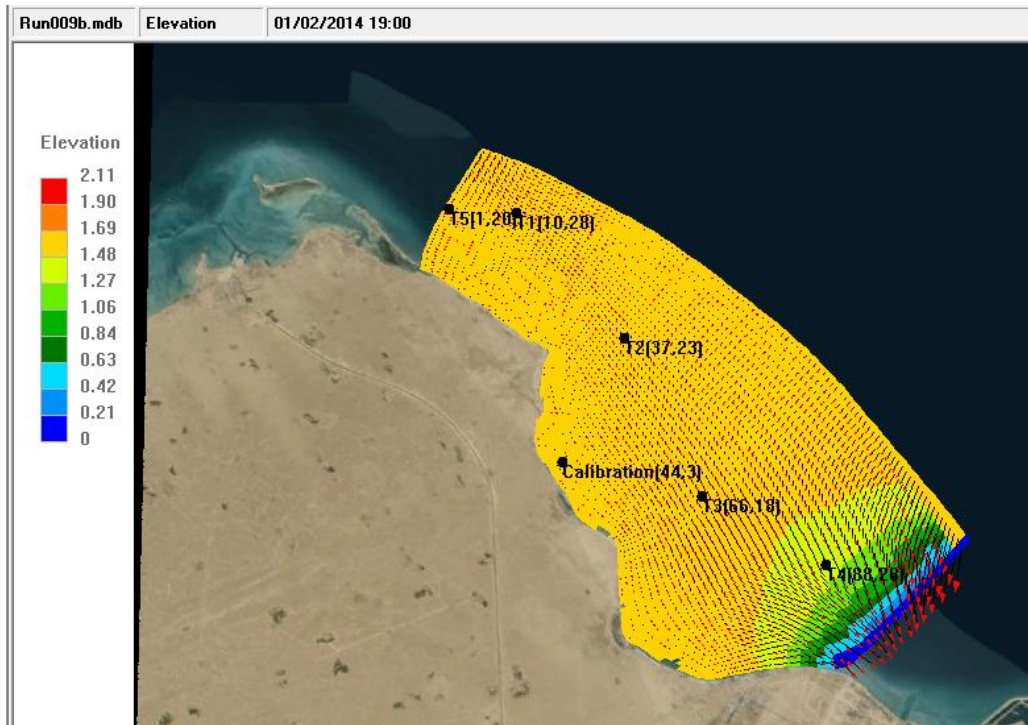 Run009b.mdb Elevation 01/02/2014 19:00
Elevation
2.11
1.90
1.69
1.48
1.27
1.06
0.84
0.63
0.42
0.21
0
T5(1,20) T1(10,28)
T2(37,23)
Calibration(44,3)
T3(66,18)
T4(88,26)